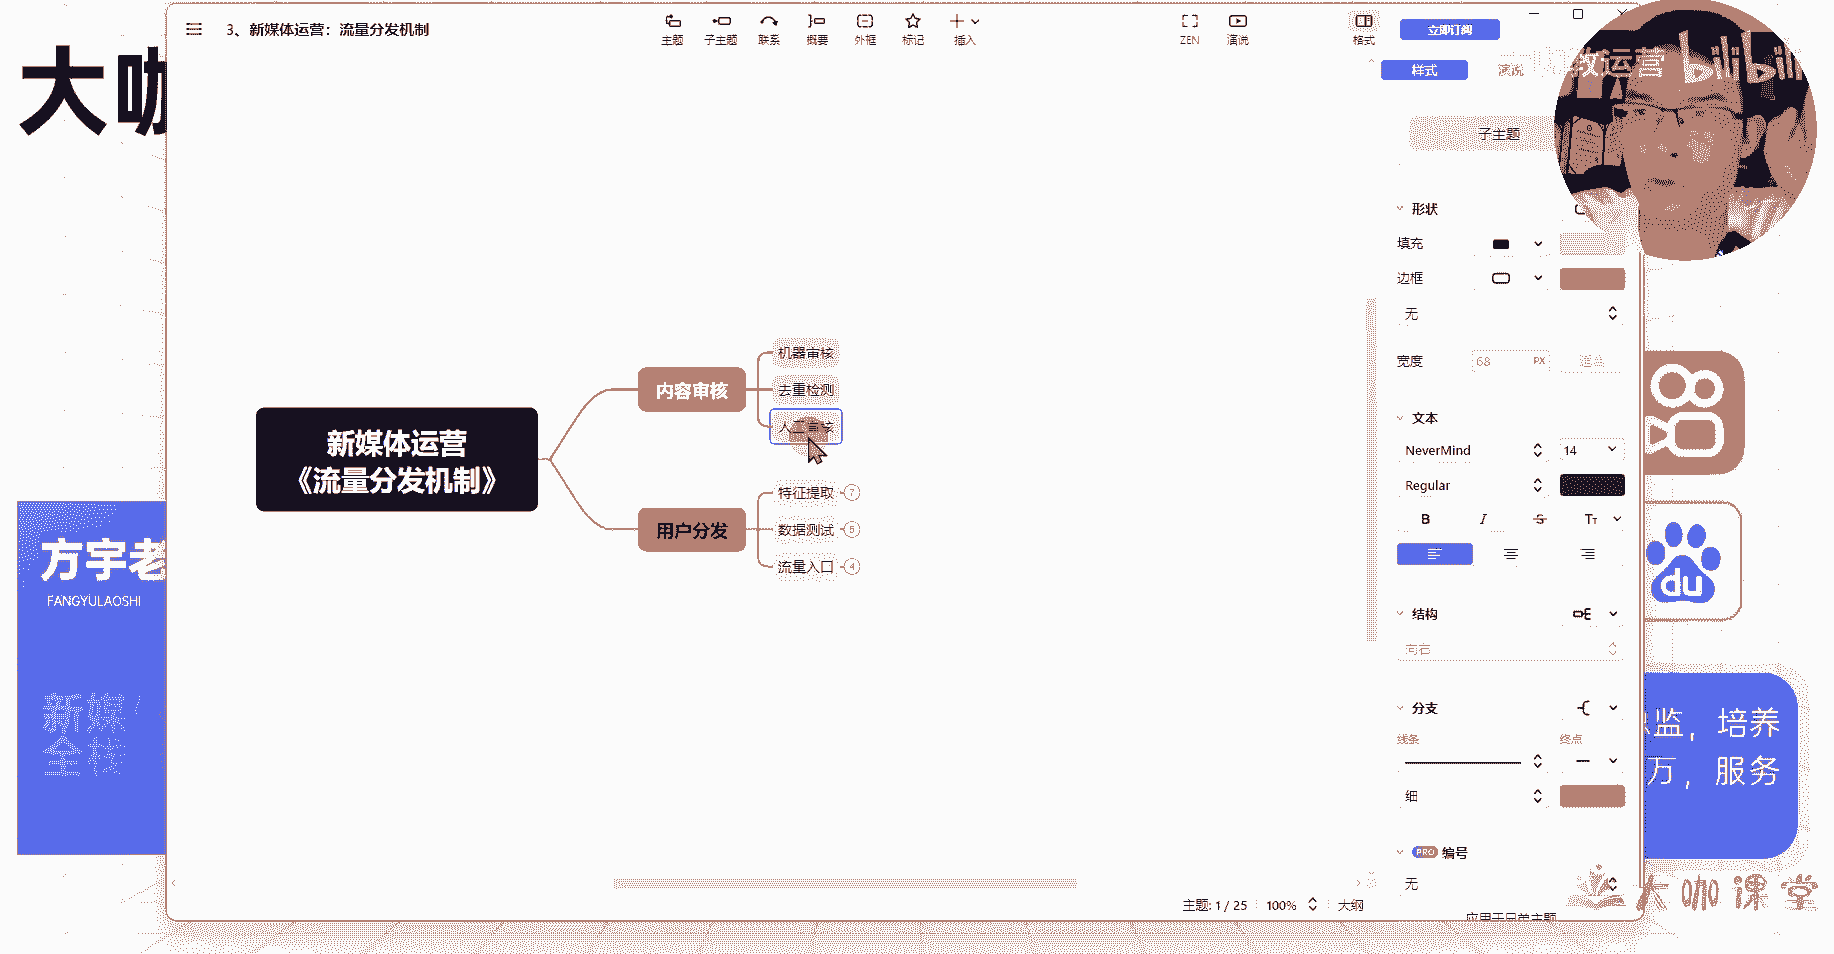 3、新媒体运营：流量分发机制
主题
子主题
联系
概要
外框
标记
插入
ZEN
演说
格式
立即订阅
样式
演说
教运营
bilibili
大咖
子主题
形状
填充
边框
无
宽度
68
PX
文本
NeverMind
14
Regular
B
I
S
TT
结构
向右
分支
线条
终点
细
PRO 编号
无
新媒体运营
《流量分发机制》
内容审核
机器审核
去重检测
人工审核
用户分发
特征提取
7
数据测试
5
流量入口
4
方宇老
FANGYULAOSHI
新媒
全栈
du
监，培养
万，服务
主题: 1 / 25
100%
大纲
大咖课堂